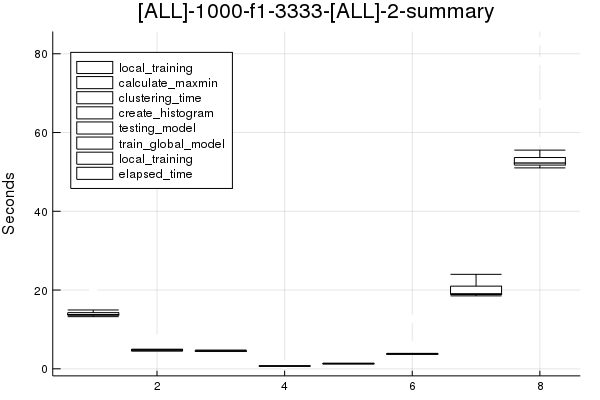 [ALL]-1000-f1-3333-[ALL]-2-summary
80
local_training
calculate_maxmin
clustering_time
create_histogram
testing_model
train_global_model
local_training
elapsed_time
60
Seconds
40
20
0
2
4
6
8